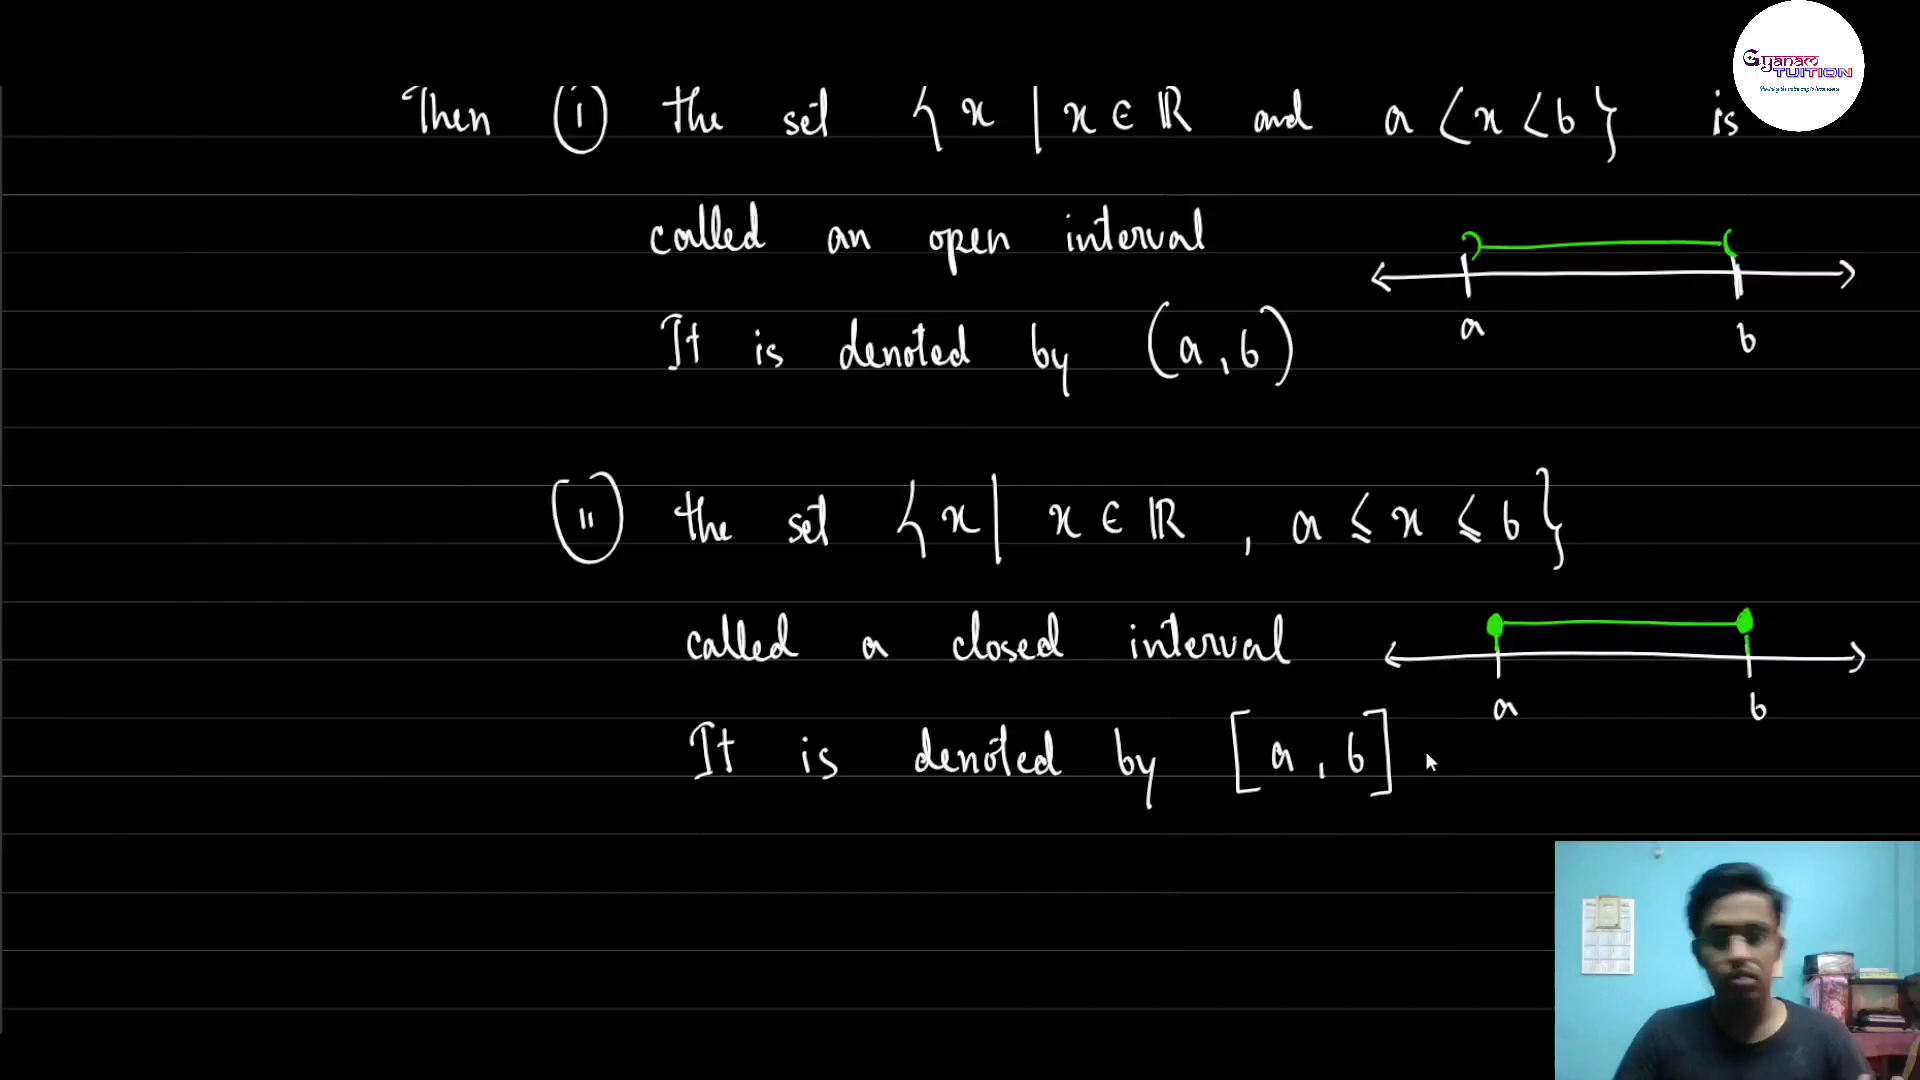 Gyanam
TUITION
Then (i) the set { x | x ∈ ℝ and a < x < b } is
called an open interval
a b
It is denoted by (a, b)
(ii) the set { x | x ∈ ℝ , a ≤ x ≤ b }
called a closed interval
a b
It is denoted by [a, b].